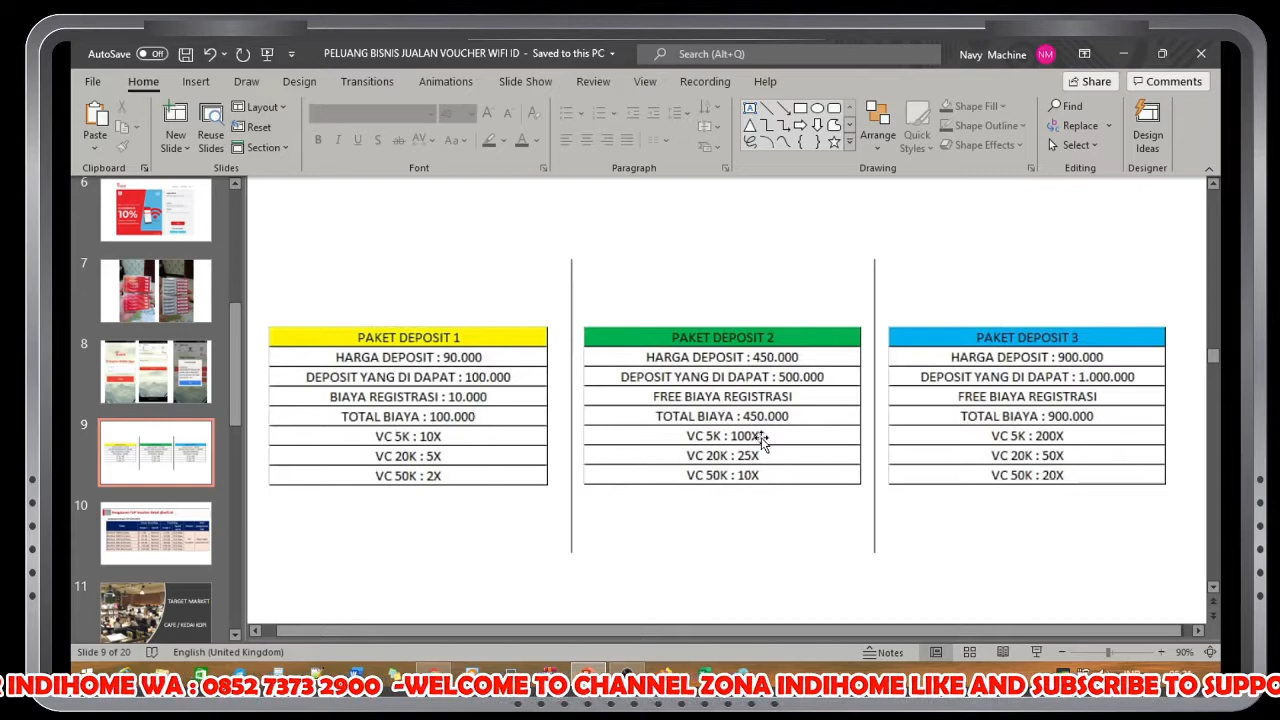 AutoSave Off PELUANG BISNIS JUALAN VOUCHER WIFI ID - Saved to this PC Search (Alt+Q) Navy Machine NM
File Home Insert Draw Design Transitions Animations Slide Show Review View Recording Help Share Comments
Paste
Clipboard
New Slide
Reuse Slides
Layout
Reset
Section
Slides
Font
Paragraph
Arrange
Quick Styles
Shape Fill
Shape Outline
Shape Effects
Drawing
Find
Replace
Select
Editing
Design Ideas
Designer
6
10%
7
8
9
10
11
TARGET MARKET
CAFE / KEDAI KOPI
PAKET DEPOSIT 1
HARGA DEPOSIT : 90.000
DEPOSIT YANG DI DAPAT : 100.000
BIAYA REGISTRASI : 10.000
TOTAL BIAYA : 100.000
VC 5K : 10X
VC 20K : 5X
VC 50K : 2X
PAKET DEPOSIT 2
HARGA DEPOSIT : 450.000
DEPOSIT YANG DI DAPAT : 500.000
FREE BIAYA REGISTRASI
TOTAL BIAYA : 450.000
VC 5K : 100X
VC 20K : 25X
VC 50K : 10X
PAKET DEPOSIT 3
HARGA DEPOSIT : 900.000
DEPOSIT YANG DI DAPAT : 1.000.000
FREE BIAYA REGISTRASI
TOTAL BIAYA : 900.000
VC 5K : 200X
VC 20K : 50X
VC 50K : 20X
Slide 9 of 20 English (United Kingdom) Notes 90%
R INDIHOME WA : 0852 7373 2900 -WELCOME TO CHANNEL ZONA INDIHOME LIKE AND SUBSCRIBE TO SUPPO